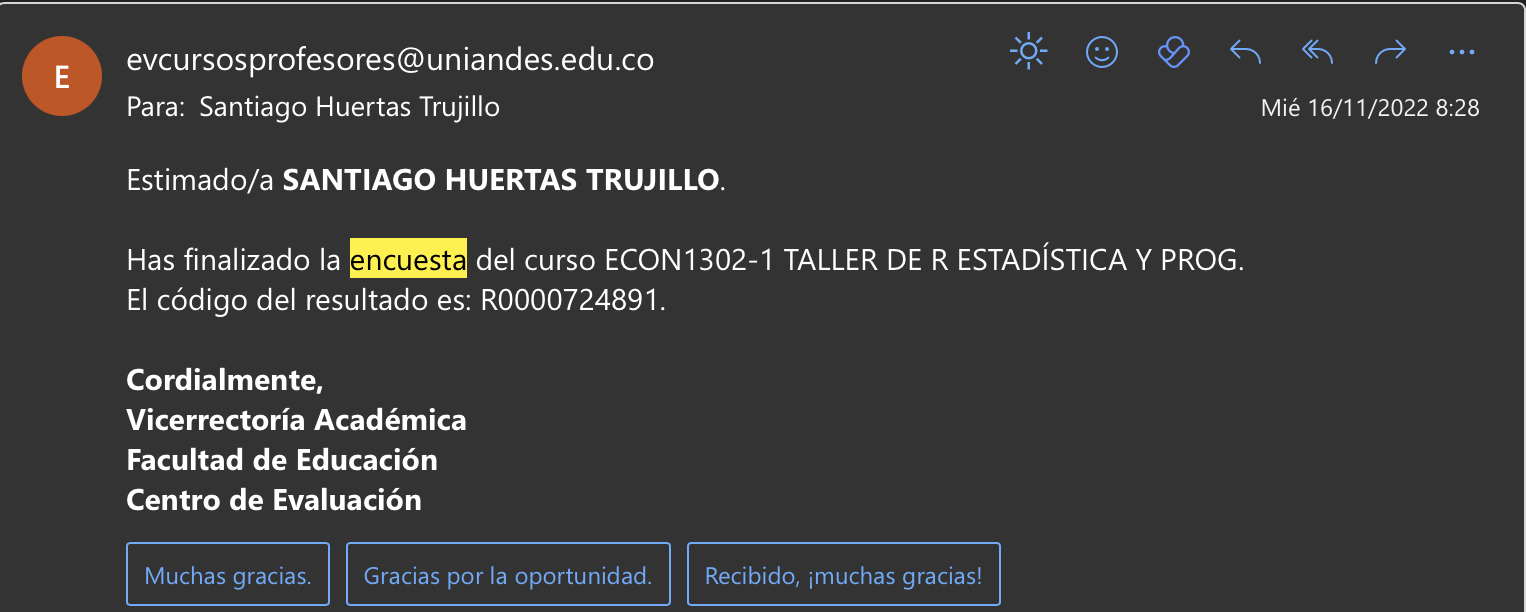 E
evcursosprofesores@uniandes.edu.co
Para: Santiago Huertas Trujillo
Mié 16/11/2022 8:28
Estimado/a SANTIAGO HUERTAS TRUJILLO.
Has finalizado la encuesta del curso ECON1302-1 TALLER DE R ESTADÍSTICA Y PROG.
El código del resultado es: R0000724891.
Cordialmente,
Vicerrectoría Académica
Facultad de Educación
Centro de Evaluación
Muchas gracias. Gracias por la oportunidad. Recibido, ¡muchas gracias!